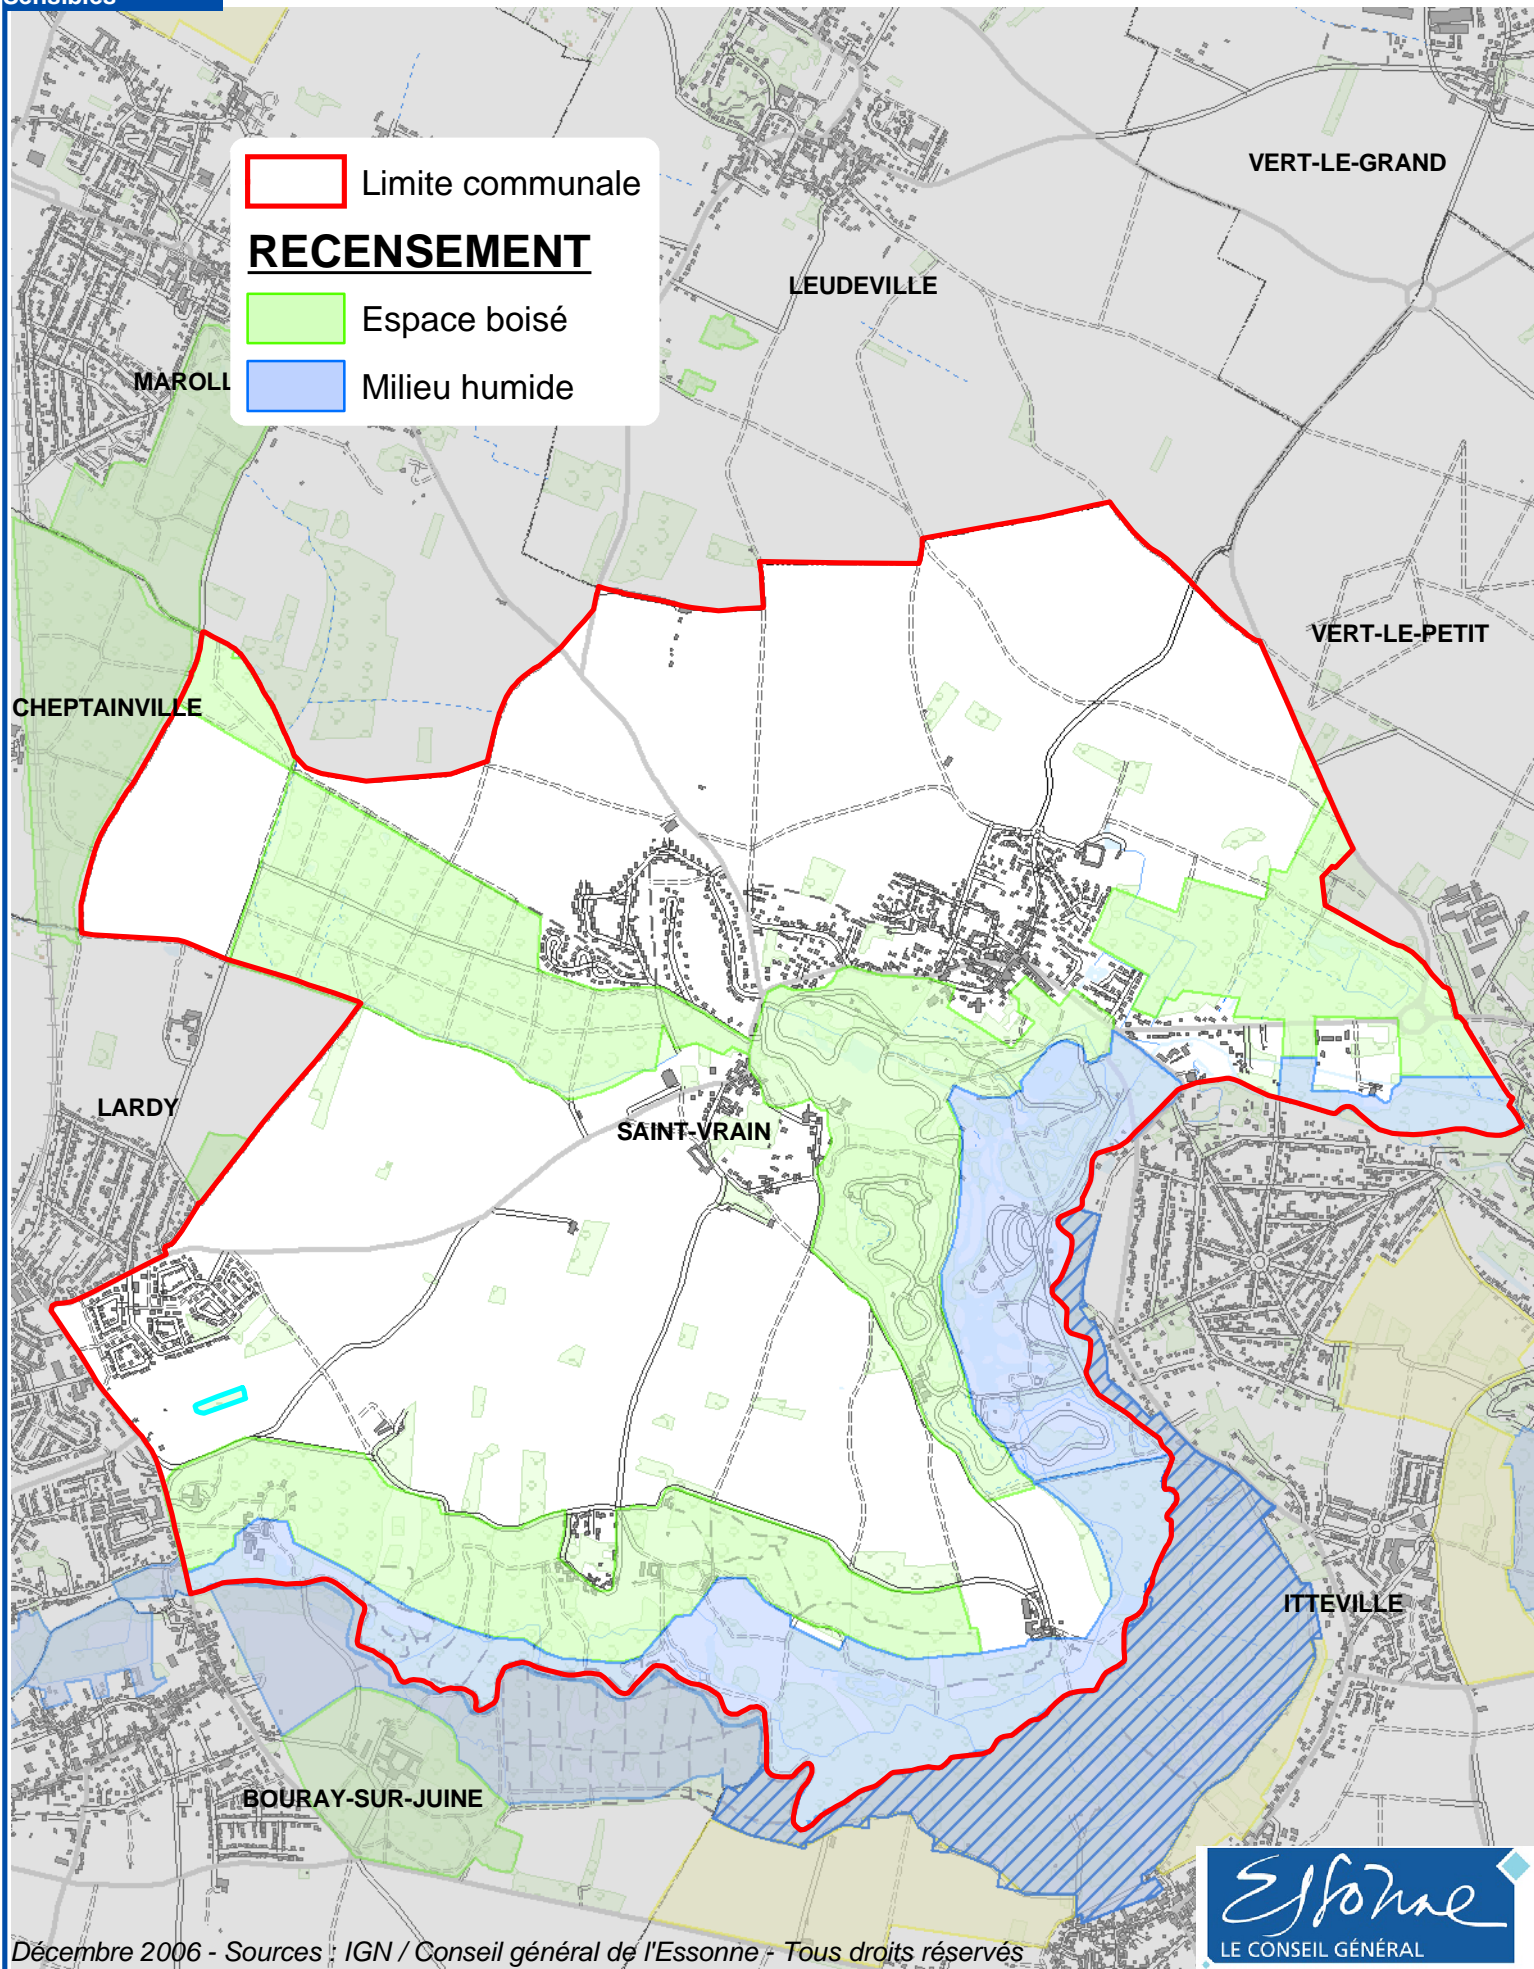 Sensibles
VERT-LE-GRAND
Limite communale
RECENSEMENT
LEUDEVILLE
Espace boisé
MAROLL
Milieu humide
VERT-LE-PETIT
CHEPTAINVILLE
LARDY
SAINT-VRAIN
ITTEVILLE
BOURAY-SUR-JUINE
Essonne
LE CONSEIL GÉNÉRAL
Décembre 2006 - Sources : IGN / Conseil général de l'Essonne - Tous droits réservés